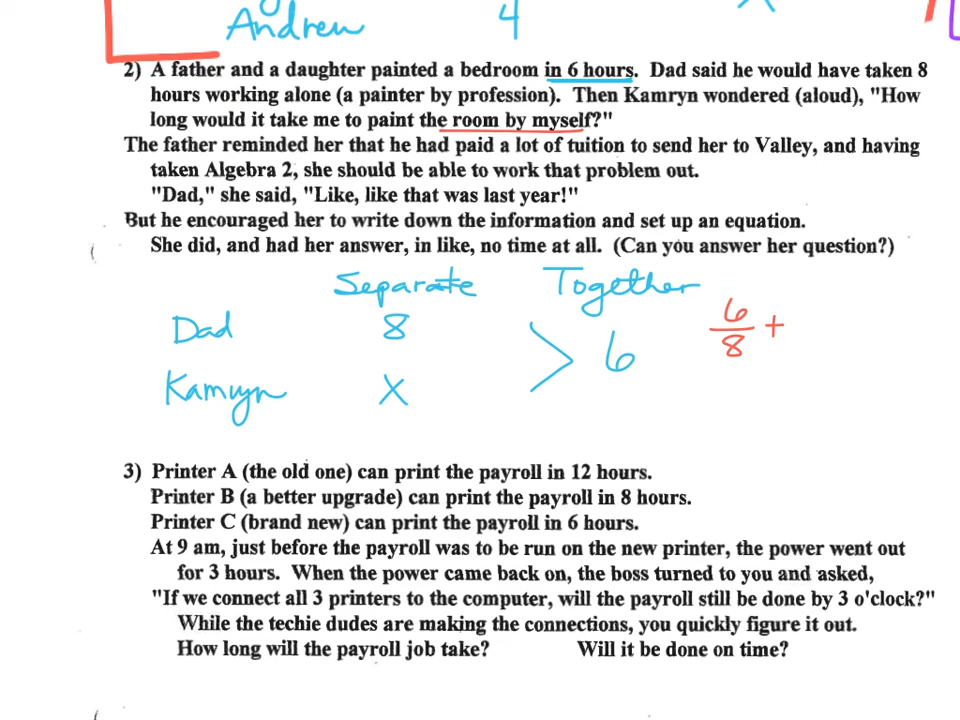 Andrew 4
2) A father and a daughter painted a bedroom in 6 hours. Dad said he would have taken 8
hours working alone (a painter by profession). Then Kamryn wondered (aloud), "How
long would it take me to paint the room by myself?"
The father reminded her that he had paid a lot of tuition to send her to Valley, and having
taken Algebra 2, she should be able to work that problem out.
"Dad," she said, "Like, like that was last year!"
But he encouraged her to write down the information and set up an equation.
She did, and had her answer, in like, no time at all. (Can you answer her question?)
Separate Together
Dad 8 > 6 6/8 +
Kamryn X
3) Printer A (the old one) can print the payroll in 12 hours.
Printer B (a better upgrade) can print the payroll in 8 hours.
Printer C (brand new) can print the payroll in 6 hours.
At 9 am, just before the payroll was to be run on the new printer, the power went out
for 3 hours. When the power came back on, the boss turned to you and asked,
"If we connect all 3 printers to the computer, will the payroll still be done by 3 o'clock?"
While the techie dudes are making the connections, you quickly figure it out.
How long will the payroll job take? Will it be done on time?